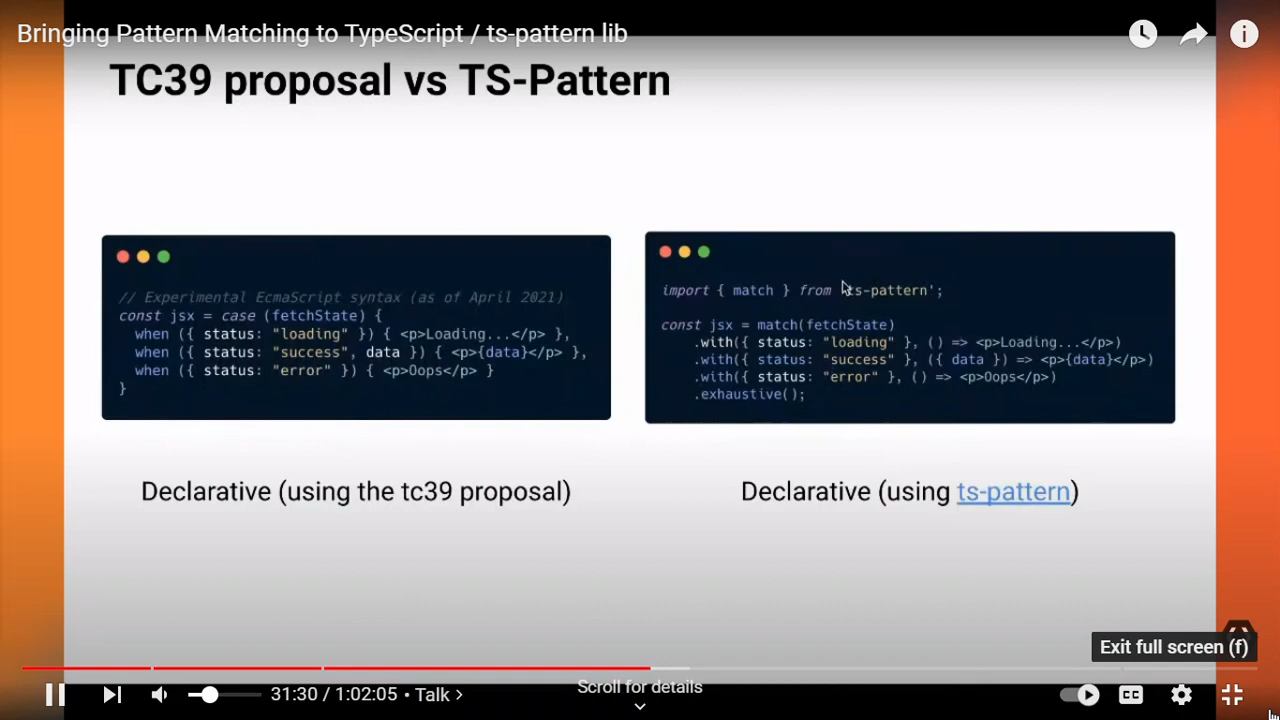 Bringing Pattern Matching to TypeScript / ts-pattern lib
TC39 proposal vs TS-Pattern
// Experimental EcmaScript syntax (as of April 2021)
const jsx = case (fetchState) {
  when ({ status: "loading" }) { <p>Loading...</p> },
  when ({ status: "success", data }) { <p>{data}</p> },
  when ({ status: "error" }) { <p>Oops</p> }
}
import { match } from 'ts-pattern';
const jsx = match(fetchState)
    .with({ status: "loading" }, () => <p>Loading...</p>)
    .with({ status: "success" }, ({ data }) => <p>{data}</p>)
    .with({ status: "error" }, () => <p>Oops</p>)
    .exhaustive();
Declarative (using the tc39 proposal)
Declarative (using ts-pattern)
Exit full screen (f)
31:30 / 1:02:05 • Talk >
Scroll for details
CC